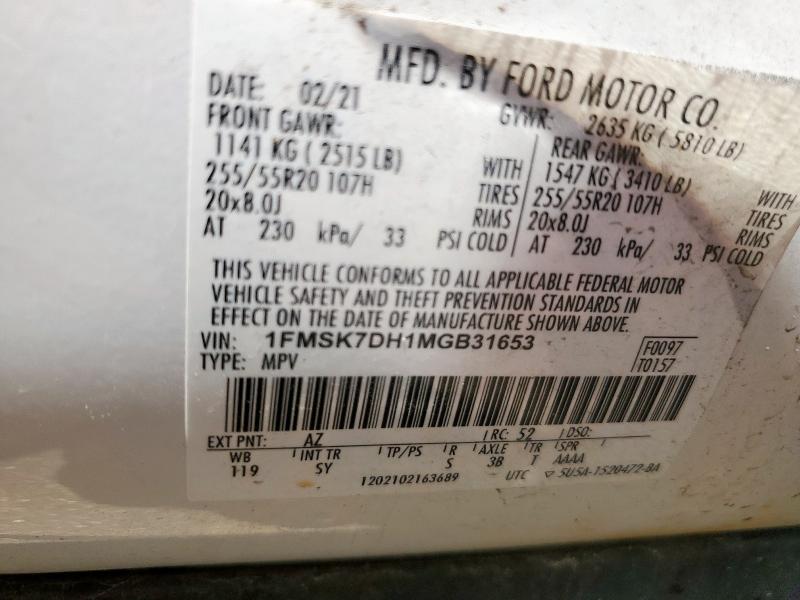 MFD. BY FORD MOTOR CO.
DATE: 02/21 GVWR: 2635 KG ( 5810 LB)
FRONT GAWR: REAR GAWR:
1141 KG ( 2515 LB) WITH 1547 KG ( 3410 LB) WITH
255/55R20 107H TIRES 255/55R20 107H TIRES
20x8.0J RIMS 20x8.0J RIMS
AT 230 kPa/ 33 PSI COLD AT 230 kPa/ 33 PSI COLD
THIS VEHICLE CONFORMS TO ALL APPLICABLE FEDERAL MOTOR
VEHICLE SAFETY AND THEFT PREVENTION STANDARDS IN
EFFECT ON THE DATE OF MANUFACTURE SHOWN ABOVE.
VIN: 1FMSK7DH1MGB31653 F0097
TYPE: MPV T0157
EXT PNT: AZ RC: 52 DSO:
WB INT TR TP/PS R AXLE TR SPR
119 SY S 3B T AAAA
1202102163689 UTC ▽ 5U5A-1520472-BA